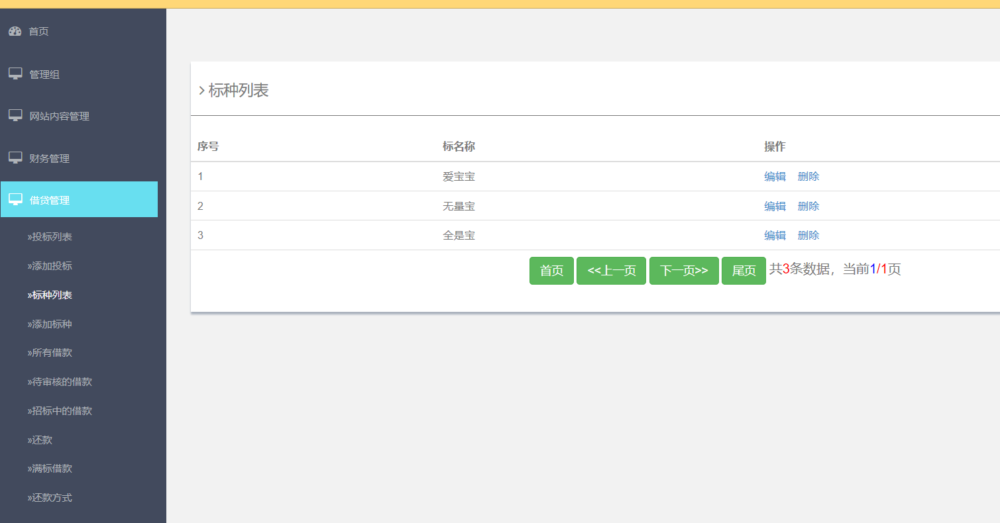 首页
管理组
网站内容管理
财务管理
借贷管理
»投标列表
»添加投标
»标种列表
»添加标种
»所有借款
»待审核的借款
»招标中的借款
»还款
»满标借款
»还款方式
标种列表
序号 标名称 操作
1 爱宝宝 编辑 删除
2 无量宝 编辑 删除
3 全是宝 编辑 删除
首页 <<上一页 下一页>> 尾页 共3条数据，当前1/1页